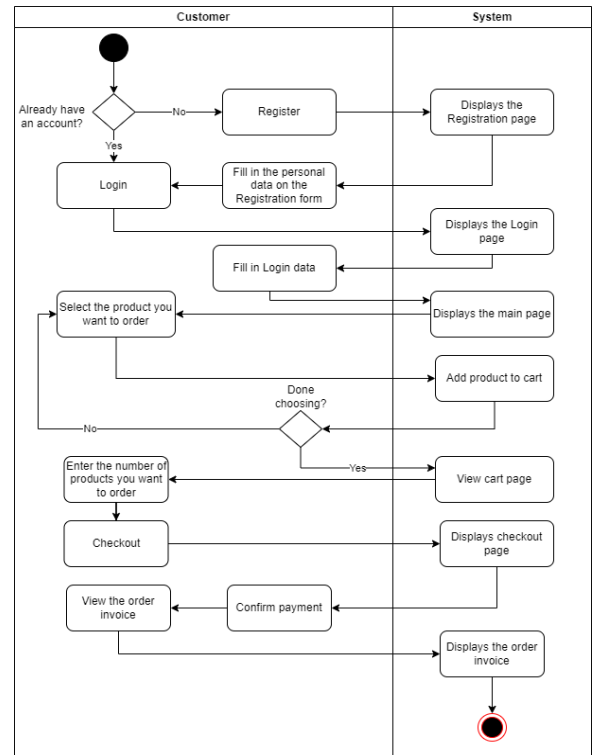 Customer
System
Already have
an account?
No
Register
Displays the
Registration page
Yes
Login
Fill in the personal
data on the
Registration form
Displays the Login
page
Fill in Login data
Select the product you
want to order
Displays the main page
Add product to cart
Done
choosing?
No
Yes
Enter the number of
products you want
to order
View cart page
Checkout
Displays checkout
page
View the order
invoice
Confirm payment
Displays the order
invoice